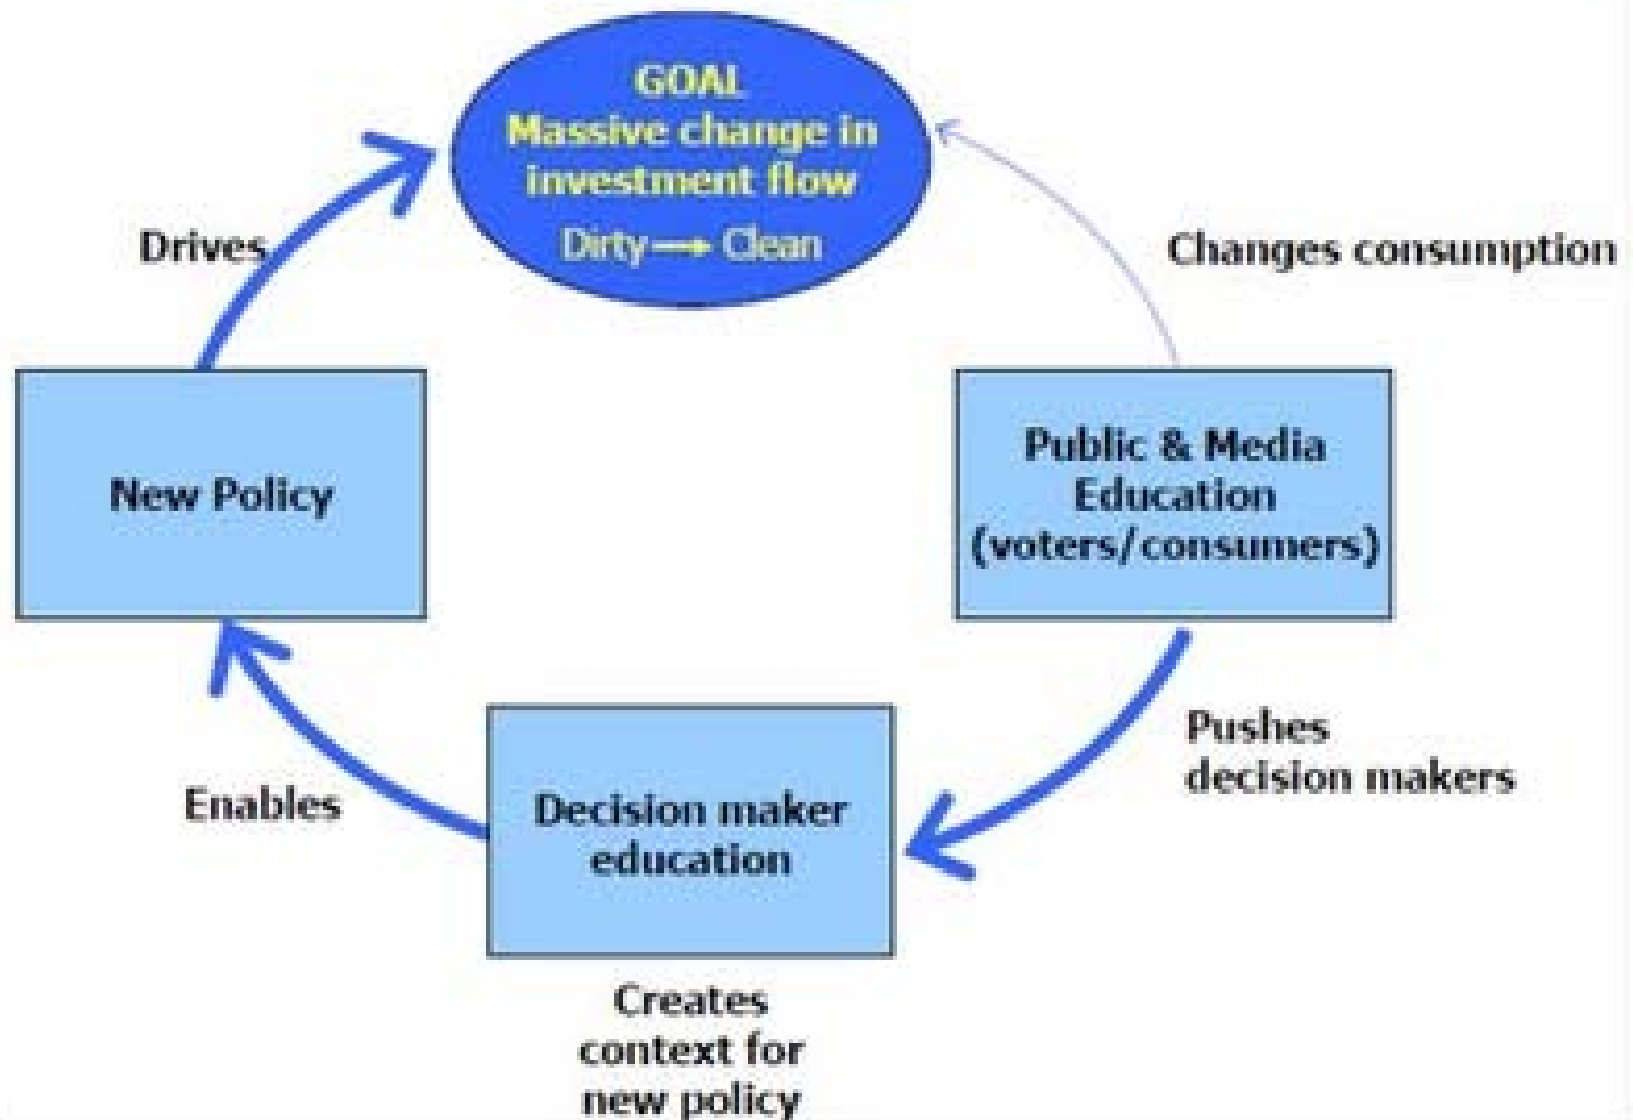 GOAL
Massive change in
investment flow
Dirty → Clean
Drives
Changes consumption
New Policy
Public & Media
Education
(voters/consumers)
Enables
Decision maker
education
Pushes
decision makers
Creates
context for
new policy